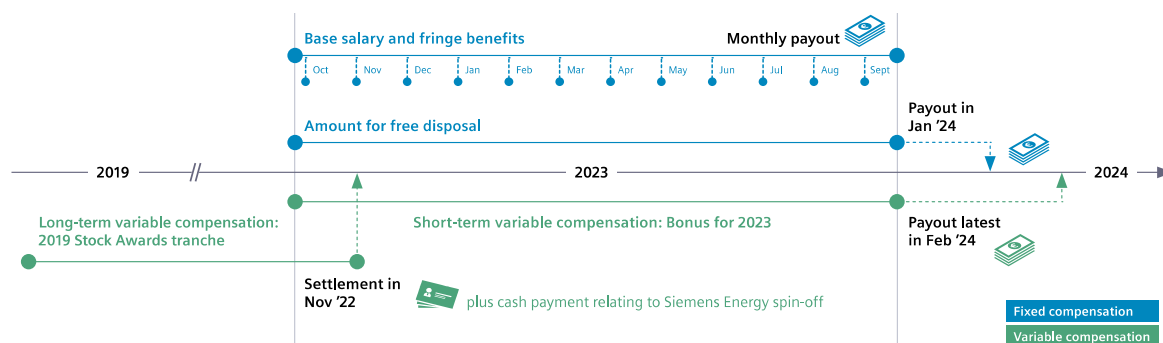 Base salary and fringe benefits
Monthly payout
Oct Nov Dec Jan Feb Mar Apr May Jun Jul Aug Sept
Amount for free disposal
Payout in
Jan ’24
2019 // 2023 2024
Long-term variable compensation:
2019 Stock Awards tranche
Short-term variable compensation: Bonus for 2023
Payout latest
in Feb ’24
Settlement in
Nov ’22
plus cash payment relating to Siemens Energy spin-off
Fixed compensation
Variable compensation